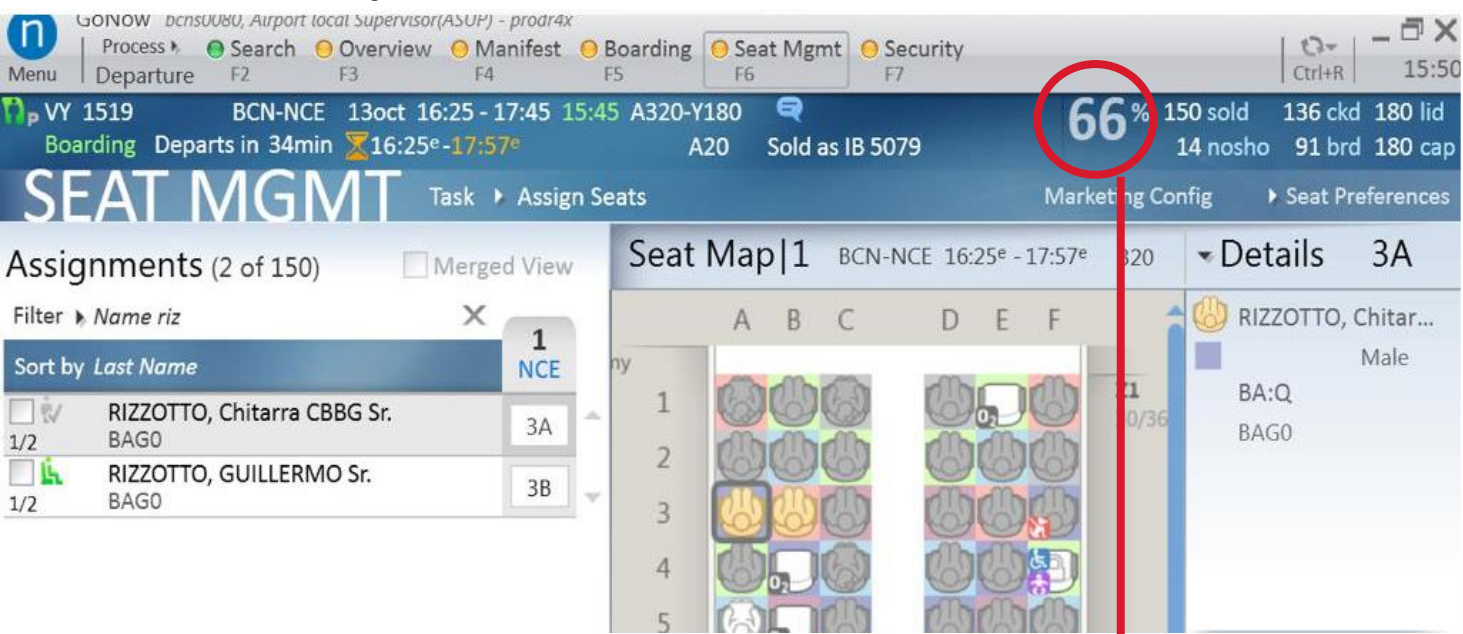 GoNow bcns0080, Airport local Supervisor(ASUP) - prodr4x
n Process Search Overview Manifest Boarding Seat Mgmt Security
Menu Departure F2 F3 F4 F5 F6 F7 Ctrl+R 15:50
P VY 1519 BCN-NCE 13oct 16:25 - 17:45 15:45 A320-Y180 66% 150 sold 136 ckd 180 lid
Boarding Departs in 34min 16:25e-17:57e A20 Sold as IB 5079 14 nosho 91 brd 180 cap
SEAT MGMT Task Assign Seats Marketing Config Seat Preferences
Assignments (2 of 150) Merged View
Filter Name riz
Sort by Last Name 1 NCE
RIZZOTTO, Chitarra CBBG Sr. 3A
1/2 BAG0
RIZZOTTO, GUILLERMO Sr. 3B
1/2 BAG0
Seat Map|1 BCN-NCE 16:25e - 17:57e 320
A B C D E F
ny
1 O2
2
3
4 O2
5
Details 3A
RIZZOTTO, Chitar...
Male
BA:Q
BAG0